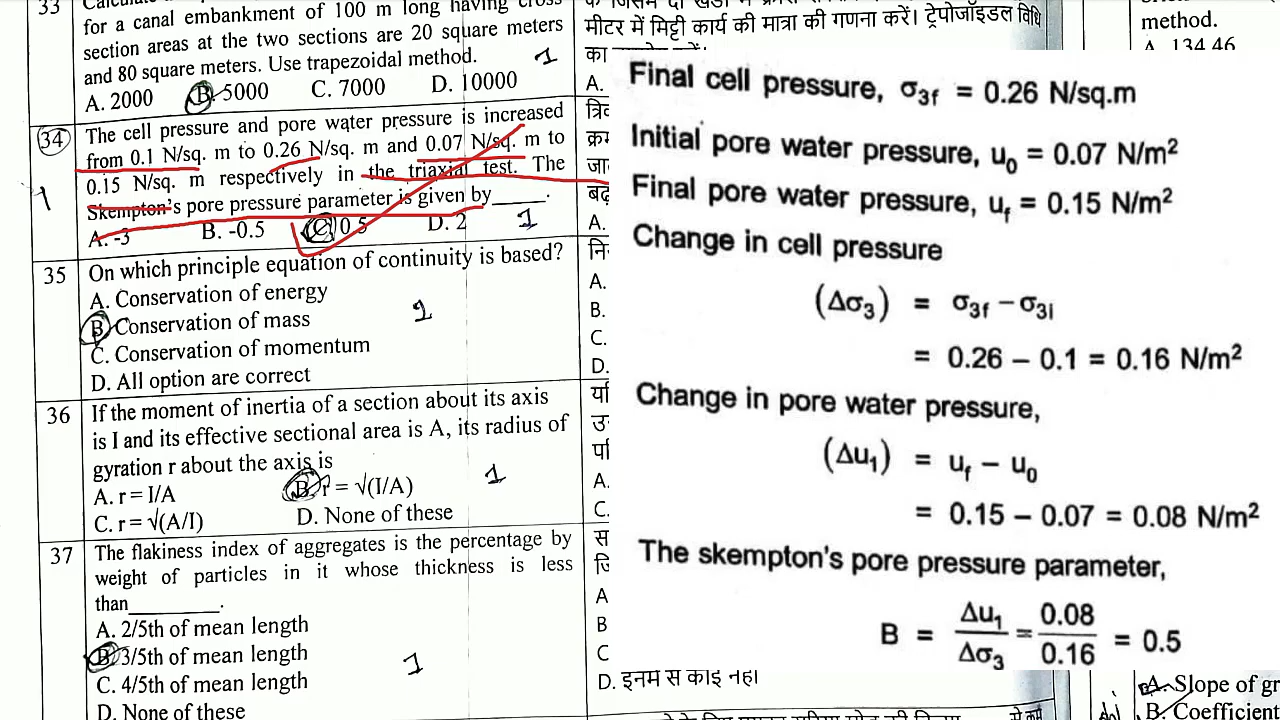 33
for a canal embankment of 100 m long having cross
section areas at the two sections are 20 square meters
and 80 square meters. Use trapezoidal method.
1
A. 2000 B. 5000 C. 7000 D. 10000
34
The cell pressure and pore water pressure is increased
from 0.1 N/sq. m to 0.26 N/sq. m and 0.07 N/sq. m to
0.15 N/sq. m respectively in the triaxial test. The
Skempton's pore pressure parameter is given by_____.
A. -3 B. -0.5 C. 0.5 D. 2
1
1
35
On which principle equation of continuity is based?
A. Conservation of energy
B. Conservation of mass
C. Conservation of momentum
D. All option are correct
1
36
If the moment of inertia of a section about its axis
is I and its effective sectional area is A, its radius of
gyration r about the axis is
A. r = I/A B. r = √(I/A)
C. r = √(A/I) D. None of these
1
37
The flakiness index of aggregates is the percentage by
weight of particles in it whose thickness is less
than________.
A. 2/5th of mean length
B. 3/5th of mean length
C. 4/5th of mean length
D. None of these
1
मीटर में मिट्टी कार्य की मात्रा की गणना करें। ट्रेपोजॉइडल विधि
का
A.
A.
A.
B.
C.
D.
A.
C.
A
B
C
method.
A. 134.46
Final cell pressure, σ3f = 0.26 N/sq.m
Initial pore water pressure, u0 = 0.07 N/m²
Final pore water pressure, uf = 0.15 N/m²
Change in cell pressure
(Δσ3) = σ3f − σ3i
= 0.26 − 0.1 = 0.16 N/m²
Change in pore water pressure,
(Δu1) = uf − u0
= 0.15 − 0.07 = 0.08 N/m²
The skempton's pore pressure parameter,
B = Δu1/Δσ3 = 0.08/0.16 = 0.5
D. इनम स काइ नहा
A. Slope of gr
B. Coefficient